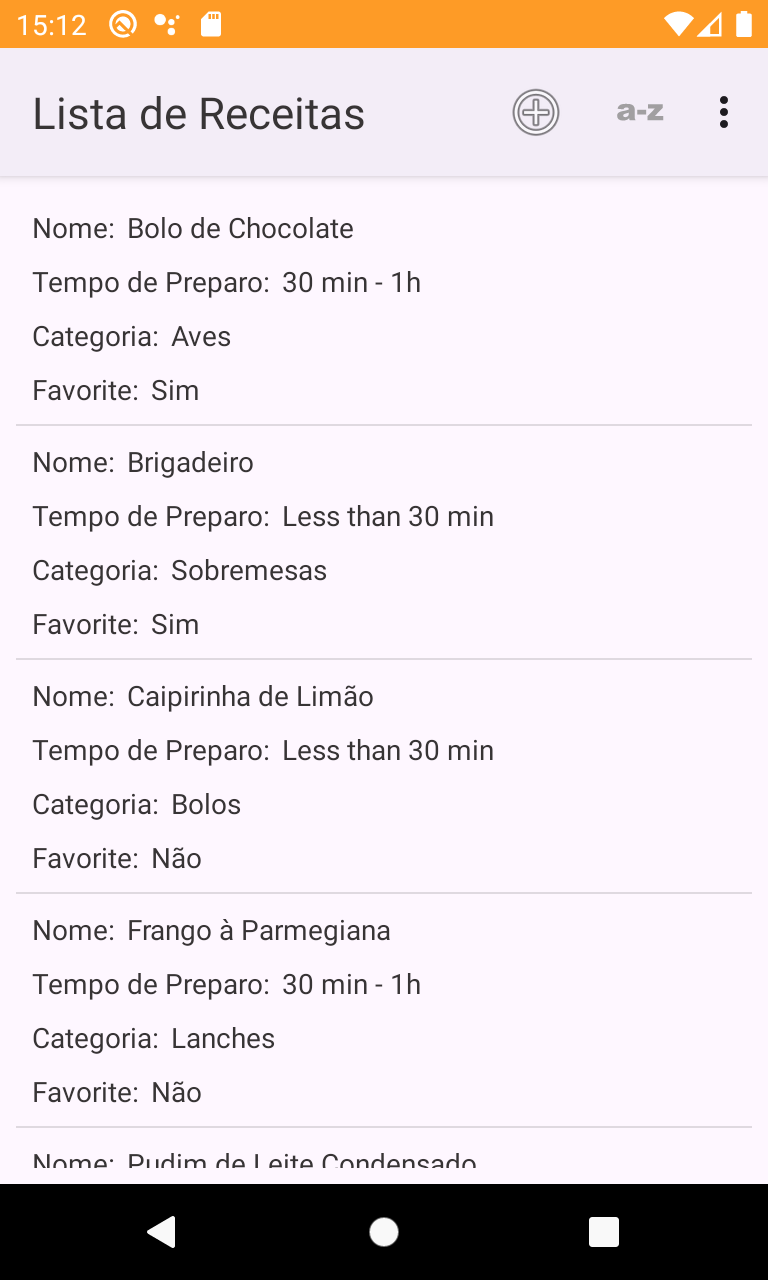 15:12
Lista de Receitas
a-z
Nome: Bolo de Chocolate
Tempo de Preparo: 30 min - 1h
Categoria: Aves
Favorite: Sim
Nome: Brigadeiro
Tempo de Preparo: Less than 30 min
Categoria: Sobremesas
Favorite: Sim
Nome: Caipirinha de Limão
Tempo de Preparo: Less than 30 min
Categoria: Bolos
Favorite: Não
Nome: Frango à Parmegiana
Tempo de Preparo: 30 min - 1h
Categoria: Lanches
Favorite: Não
Nome: Pudim de Leite Condensado